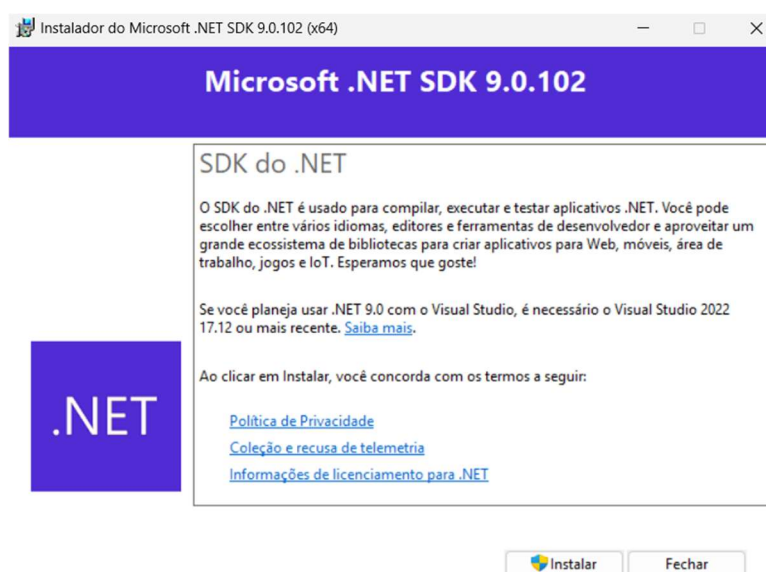 Instalador do Microsoft .NET SDK 9.0.102 (x64)
Microsoft .NET SDK 9.0.102
SDK do .NET
O SDK do .NET é usado para compilar, executar e testar aplicativos .NET. Você pode
escolher entre vários idiomas, editores e ferramentas de desenvolvedor e aproveitar um
grande ecossistema de bibliotecas para criar aplicativos para Web, móveis, área de
trabalho, jogos e IoT. Esperamos que goste!
Se você planeja usar .NET 9.0 com o Visual Studio, é necessário o Visual Studio 2022
17.12 ou mais recente. Saiba mais.
Ao clicar em Instalar, você concorda com os termos a seguir:
.NET
Política de Privacidade
Coleção e recusa de telemetria
Informações de licenciamento para .NET
Instalar
Fechar